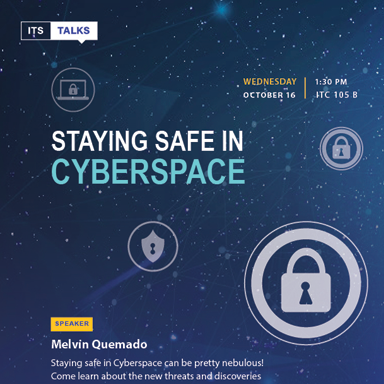 ITS TALKS
WEDNESDAY 1:30 PM
OCTOBER 16 ITC 105 B
STAYING SAFE IN
CYBERSPACE
SPEAKER
Melvin Quemado
Staying safe in Cyberspace can be pretty nebulous!
Come learn about the new threats and discoveries